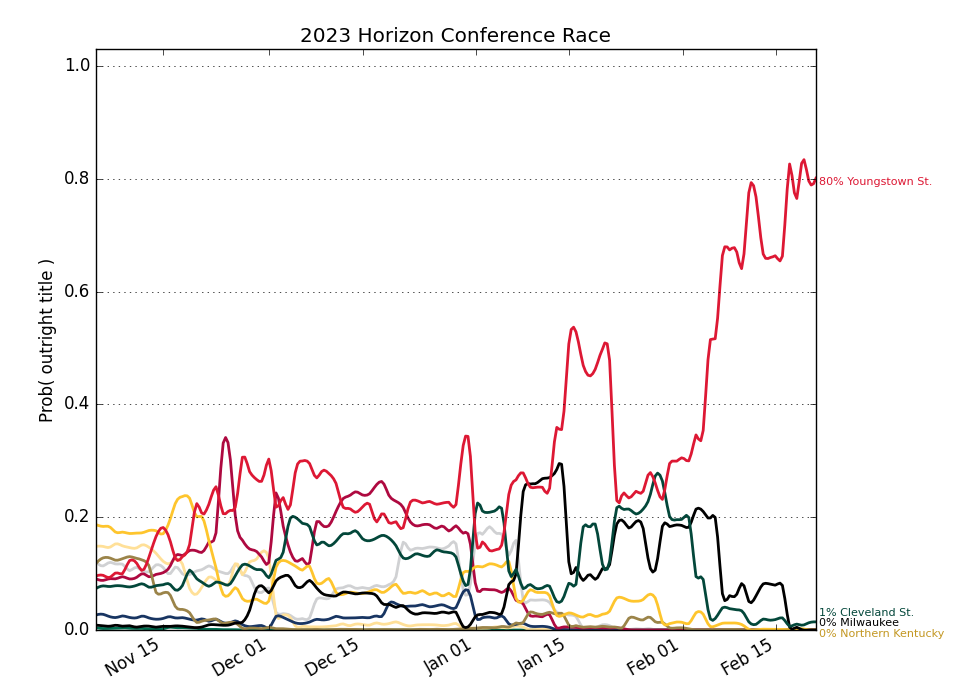 2023 Horizon Conference Race
1.0
0.8
0.6
0.4
0.2
0.0
Prob( outright title )
80% Youngstown St.
1% Cleveland St.
0% Milwaukee
0% Northern Kentucky
Nov 15
Dec 01
Dec 15
Jan 01
Jan 15
Feb 01
Feb 15